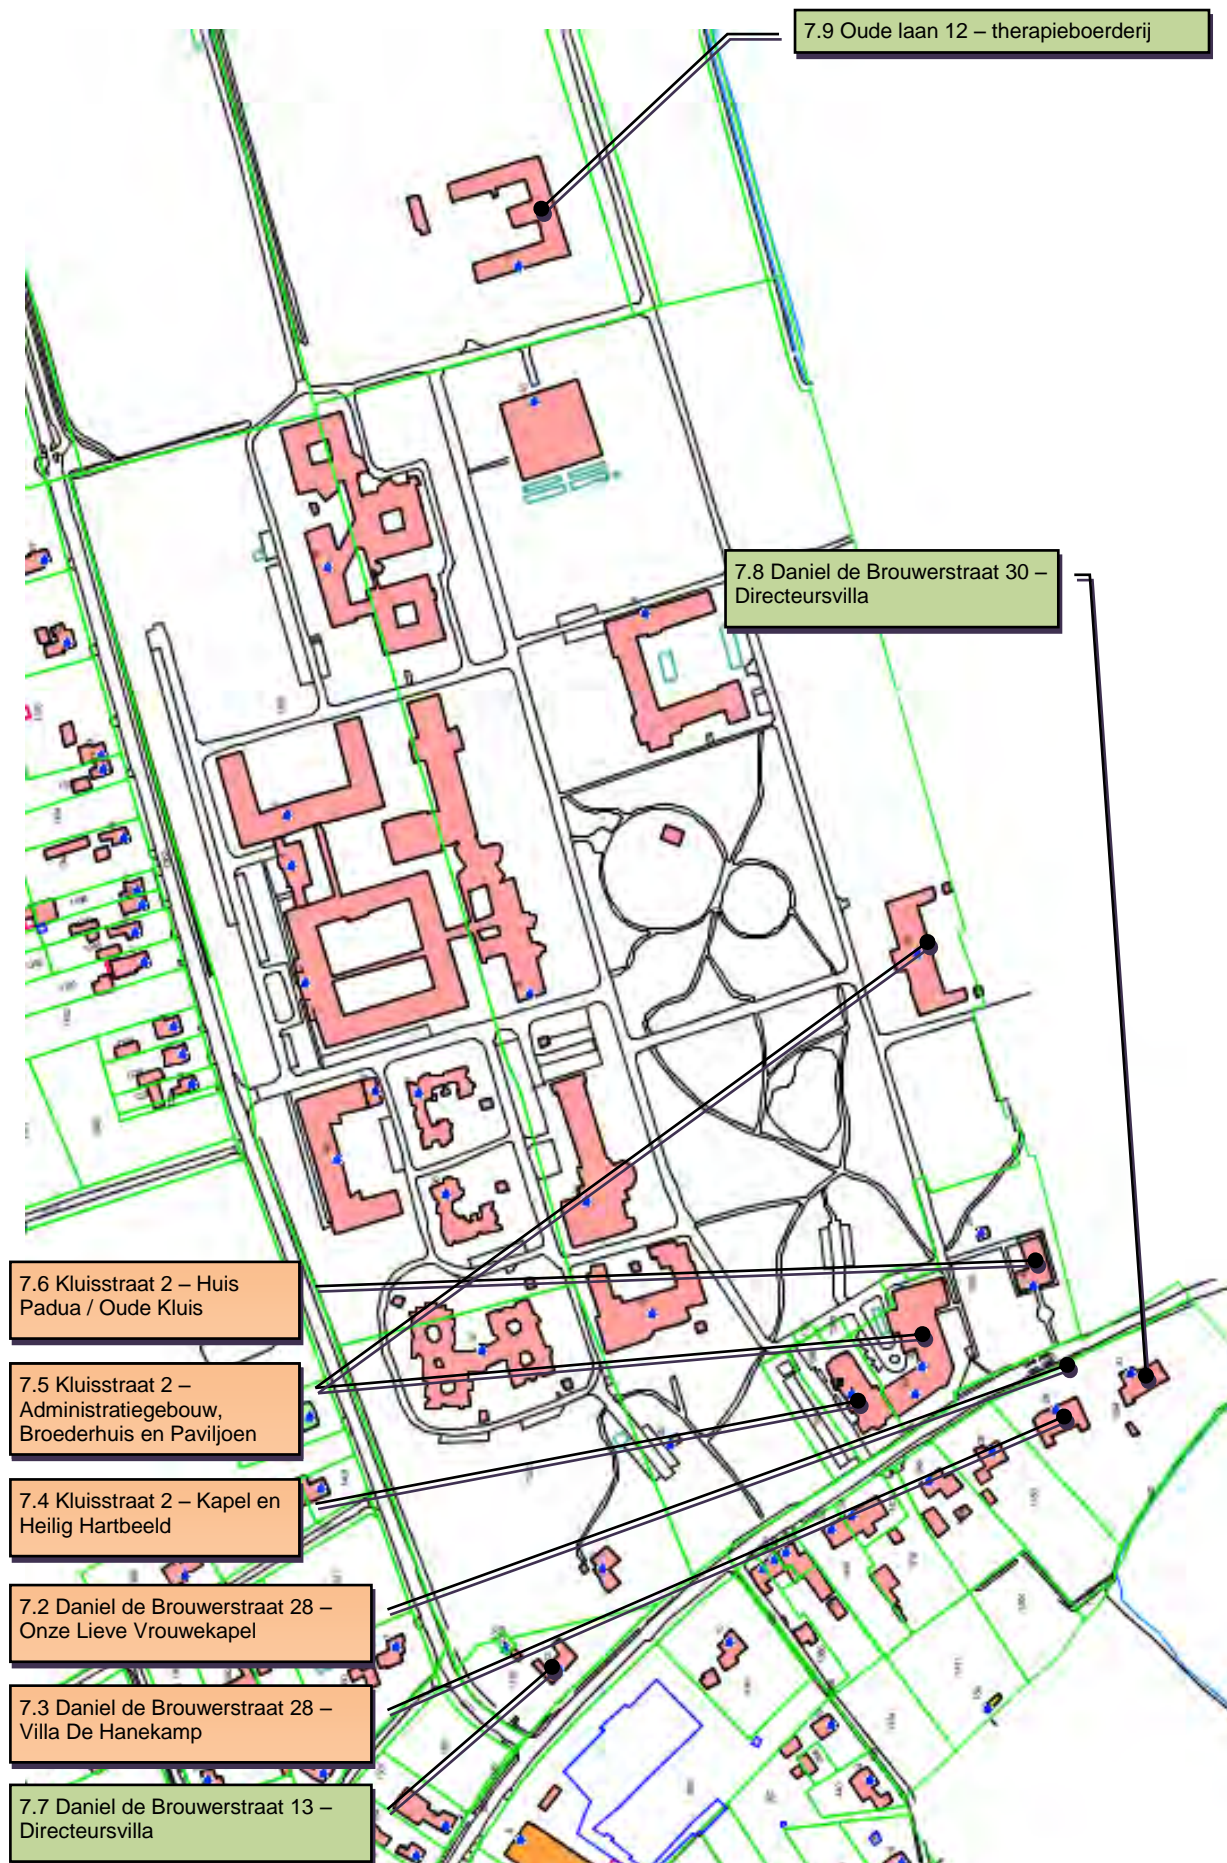 7.9 Oude laan 12 – therapieboerderij
7.8 Daniel de Brouwerstraat 30 –
Directeursvilla
7.6 Kluisstraat 2 – Huis
Padua / Oude Kluis
7.5 Kluisstraat 2 –
Administratiegebouw,
Broederhuis en Paviljoen
7.4 Kluisstraat 2 – Kapel en
Heilig Hartbeeld
7.2 Daniel de Brouwerstraat 28 –
Onze Lieve Vrouwekapel
7.3 Daniel de Brouwerstraat 28 –
Villa De Hanekamp
7.7 Daniel de Brouwerstraat 13 –
Directeursvilla